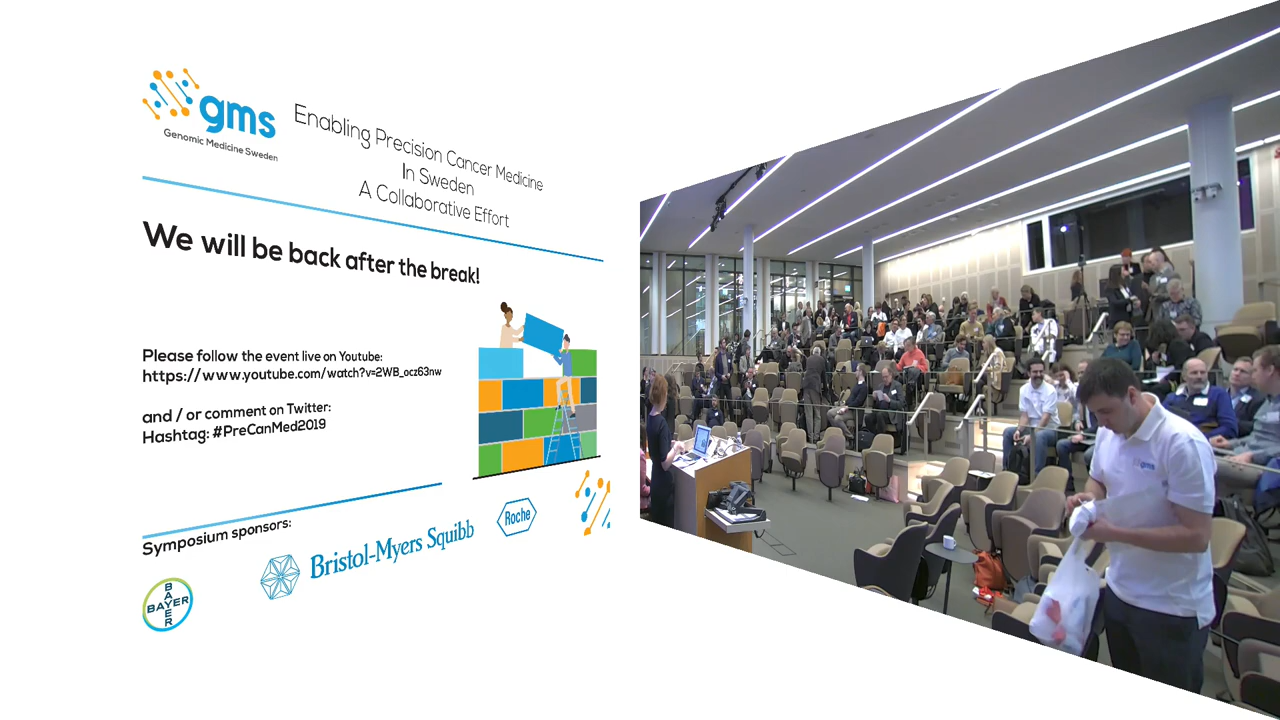 gms
Genomic Medicine Sweden
Enabling Precision Cancer Medicine
In Sweden
A Collaborative Effort
We will be back after the break!
Please follow the event live on Youtube:
https://www.youtube.com/watch?v=2WB_ocz63nw
and / or comment on Twitter:
Hashtag: #PreCanMed2019
Symposium sponsors:
BAYER
BAYER
Bristol-Myers Squibb
Roche
gms